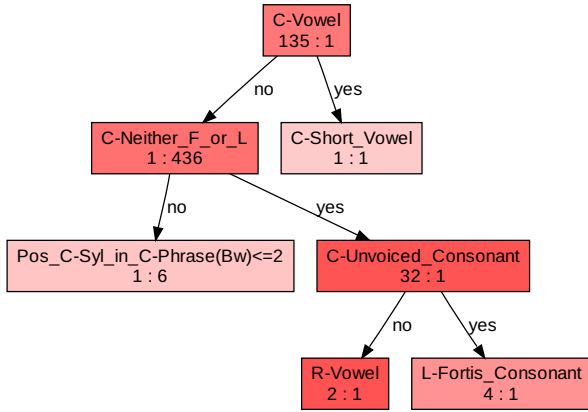 C-Vowel
135 : 1
no
yes
C-Neither_F_or_L
1 : 436
C-Short_Vowel
1 : 1
no
yes
Pos_C-Syl_in_C-Phrase(Bw)<=2
1 : 6
C-Unvoiced_Consonant
32 : 1
no
yes
R-Vowel
2 : 1
L-Fortis_Consonant
4 : 1